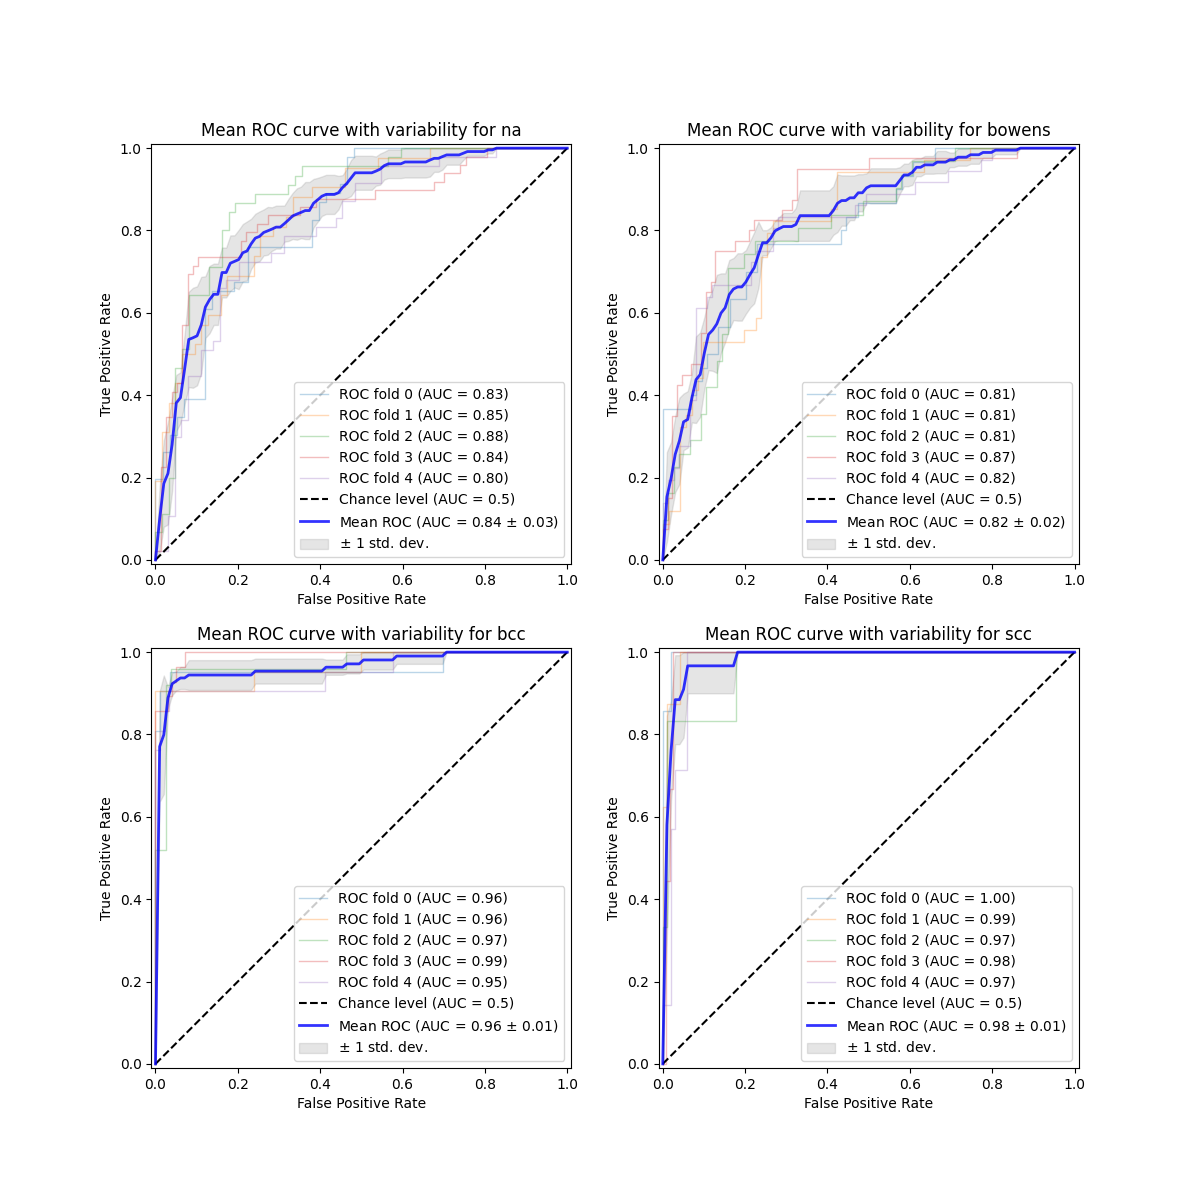 Mean ROC curve with variability for na
1.0
0.8
0.6
0.4
0.2
0.0
True Positive Rate
ROC fold 0 (AUC = 0.83)
ROC fold 1 (AUC = 0.85)
ROC fold 2 (AUC = 0.88)
ROC fold 3 (AUC = 0.84)
ROC fold 4 (AUC = 0.80)
Chance level (AUC = 0.5)
Mean ROC (AUC = 0.84 ± 0.03)
± 1 std. dev.
0.0 0.2 0.4 0.6 0.8 1.0
False Positive Rate
Mean ROC curve with variability for bowens
1.0
0.8
0.6
0.4
0.2
0.0
True Positive Rate
ROC fold 0 (AUC = 0.81)
ROC fold 1 (AUC = 0.81)
ROC fold 2 (AUC = 0.81)
ROC fold 3 (AUC = 0.87)
ROC fold 4 (AUC = 0.82)
Chance level (AUC = 0.5)
Mean ROC (AUC = 0.82 ± 0.02)
± 1 std. dev.
0.0 0.2 0.4 0.6 0.8 1.0
False Positive Rate
Mean ROC curve with variability for bcc
1.0
0.8
0.6
0.4
0.2
0.0
True Positive Rate
ROC fold 0 (AUC = 0.96)
ROC fold 1 (AUC = 0.96)
ROC fold 2 (AUC = 0.97)
ROC fold 3 (AUC = 0.99)
ROC fold 4 (AUC = 0.95)
Chance level (AUC = 0.5)
Mean ROC (AUC = 0.96 ± 0.01)
± 1 std. dev.
0.0 0.2 0.4 0.6 0.8 1.0
False Positive Rate
Mean ROC curve with variability for scc
1.0
0.8
0.6
0.4
0.2
0.0
True Positive Rate
ROC fold 0 (AUC = 1.00)
ROC fold 1 (AUC = 0.99)
ROC fold 2 (AUC = 0.97)
ROC fold 3 (AUC = 0.98)
ROC fold 4 (AUC = 0.97)
Chance level (AUC = 0.5)
Mean ROC (AUC = 0.98 ± 0.01)
± 1 std. dev.
0.0 0.2 0.4 0.6 0.8 1.0
False Positive Rate